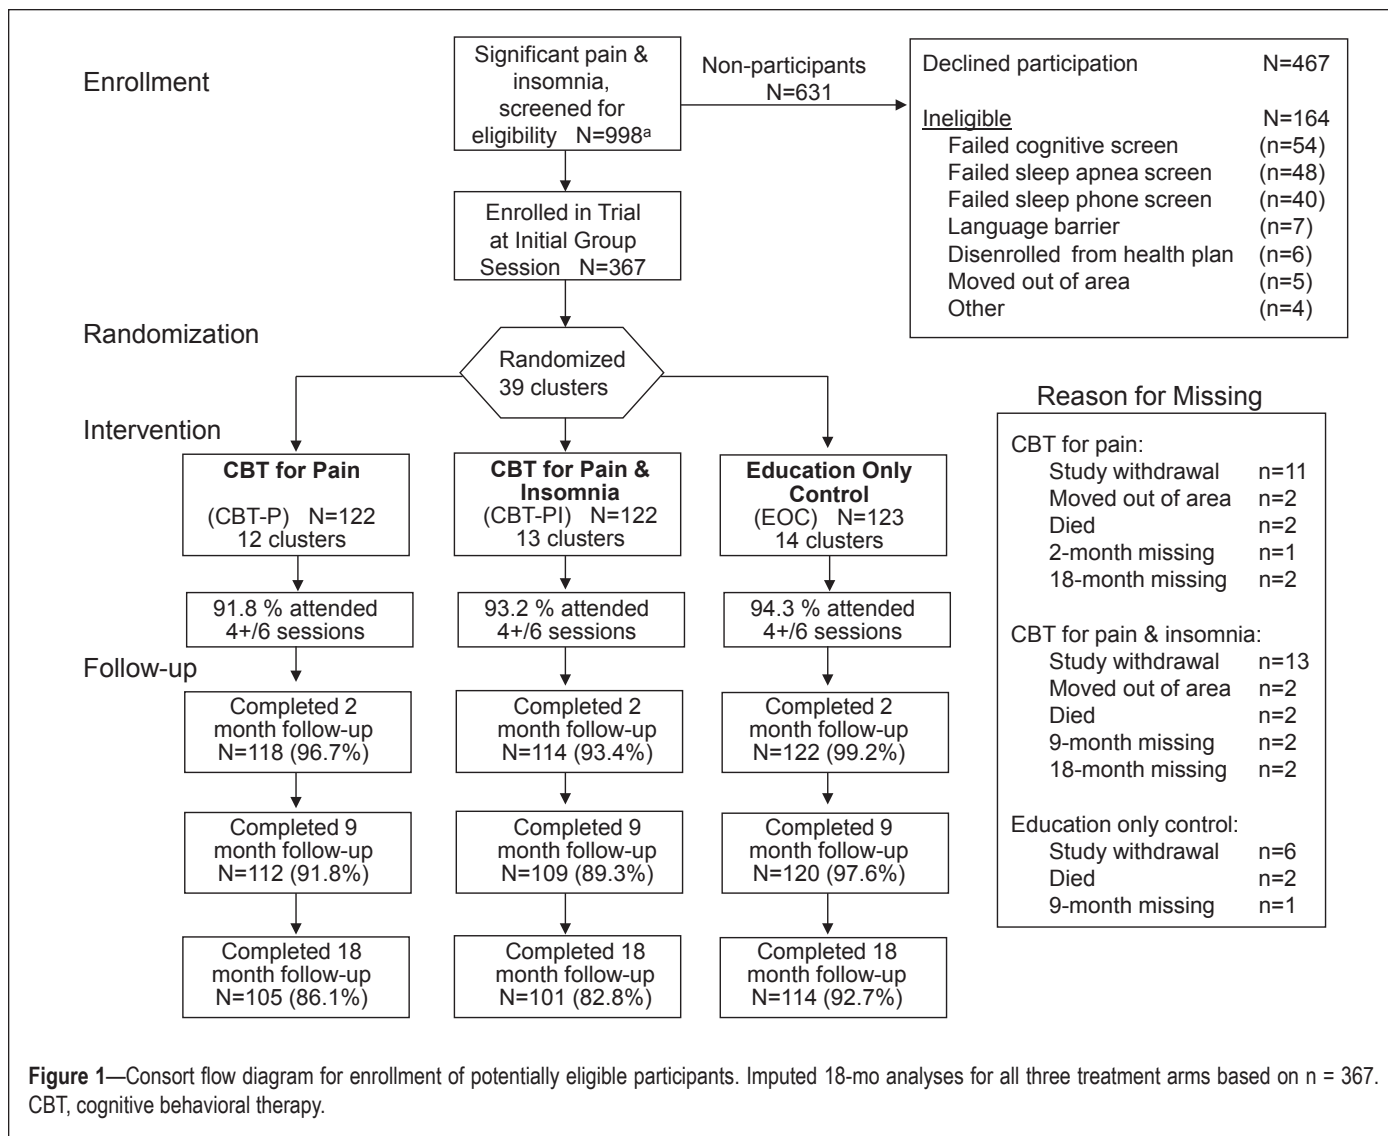 Enrollment
Significant pain &
insomnia,
screened for
eligibility N=998a
Non-participants
N=631
Declined participation N=467
Ineligible N=164
Failed cognitive screen (n=54)
Failed sleep apnea screen (n=48)
Failed sleep phone screen (n=40)
Language barrier (n=7)
Disenrolled from health plan (n=6)
Moved out of area (n=5)
Other (n=4)
Enrolled in Trial
at Initial Group
Session N=367
Randomization
Randomized
39 clusters
Intervention
CBT for Pain
(CBT-P) N=122
12 clusters
CBT for Pain &
Insomnia
(CBT-PI) N=122
13 clusters
Education Only
Control
(EOC) N=123
14 clusters
91.8 % attended
4+/6 sessions
93.2 % attended
4+/6 sessions
94.3 % attended
4+/6 sessions
Follow-up
Completed 2
month follow-up
N=118 (96.7%)
Completed 2
month follow-up
N=114 (93.4%)
Completed 2
month follow-up
N=122 (99.2%)
Completed 9
month follow-up
N=112 (91.8%)
Completed 9
month follow-up
N=109 (89.3%)
Completed 9
month follow-up
N=120 (97.6%)
Completed 18
month follow-up
N=105 (86.1%)
Completed 18
month follow-up
N=101 (82.8%)
Completed 18
month follow-up
N=114 (92.7%)
Reason for Missing
CBT for pain:
Study withdrawal n=11
Moved out of area n=2
Died n=2
2-month missing n=1
18-month missing n=2
CBT for pain & insomnia:
Study withdrawal n=13
Moved out of area n=2
Died n=2
9-month missing n=2
18-month missing n=2
Education only control:
Study withdrawal n=6
Died n=2
9-month missing n=1
Figure 1—Consort flow diagram for enrollment of potentially eligible participants. Imputed 18-mo analyses for all three treatment arms based on n = 367.
CBT, cognitive behavioral therapy.